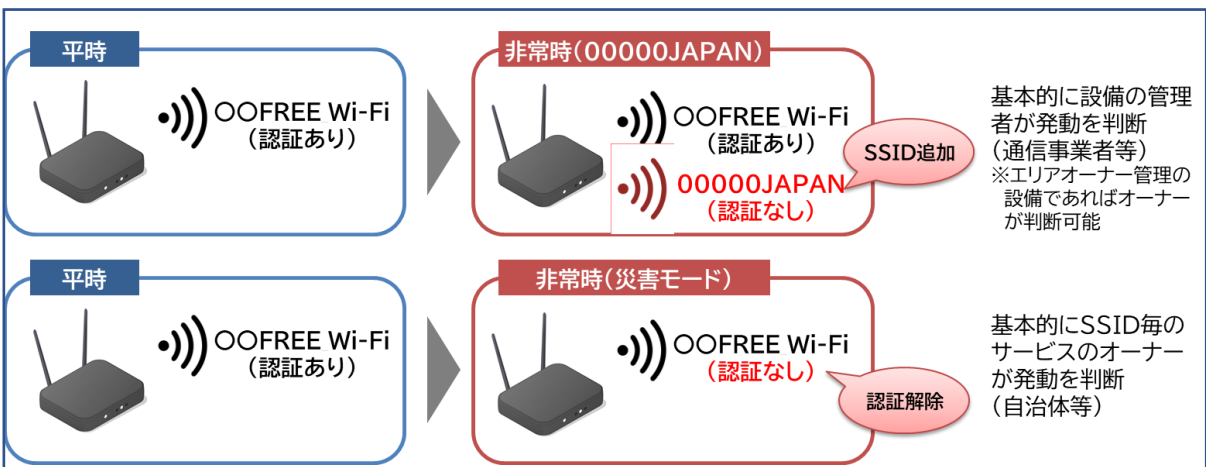 平時
〇〇FREE Wi-Fi
(認証あり)
非常時(00000JAPAN)
〇〇FREE Wi-Fi
(認証あり)
00000JAPAN
(認証なし)
SSID追加
基本的に設備の管理
者が発動を判断
(通信事業者等)
※エリアオーナー管理の
設備であればオーナー
が判断可能
平時
〇〇FREE Wi-Fi
(認証あり)
非常時(災害モード)
〇〇FREE Wi-Fi
(認証なし)
認証解除
基本的にSSID毎の
サービスのオーナー
が発動を判断
(自治体等)